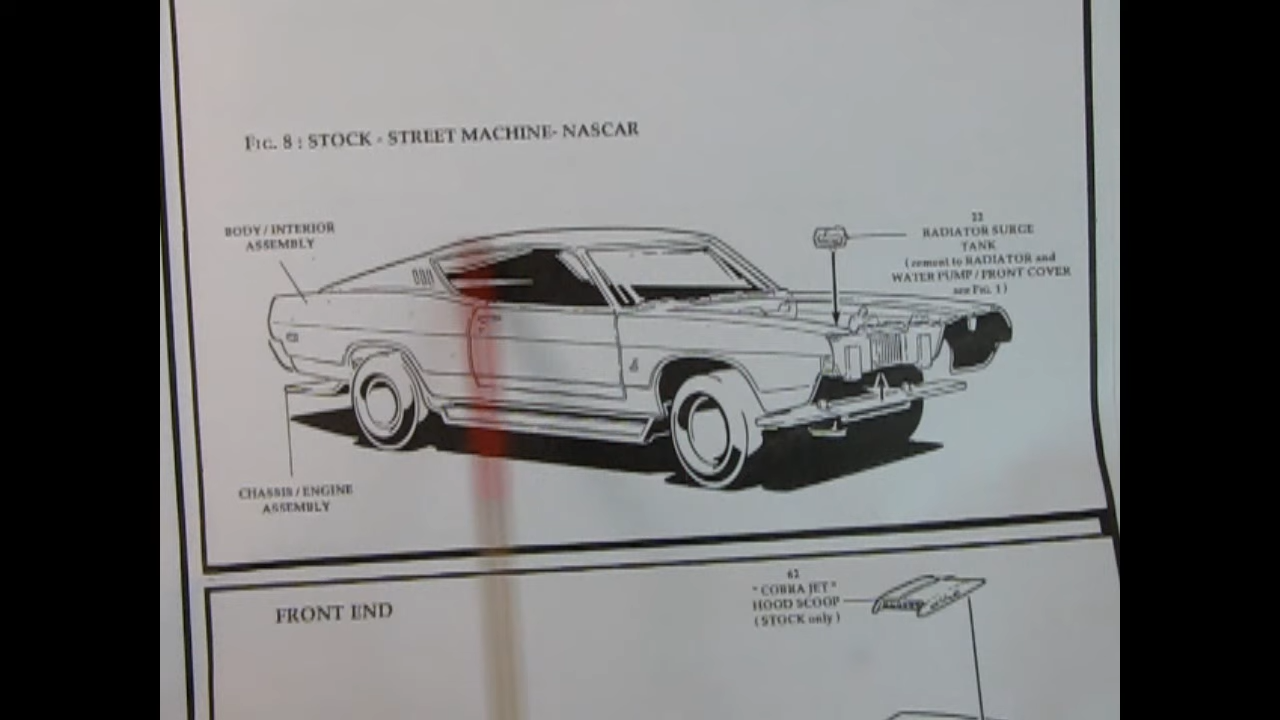 FIG. 8 : STOCK - STREET MACHINE- NASCAR
BODY / INTERIOR
ASSEMBLY
22
RADIATOR SURGE
TANK
( cement to RADIATOR and
WATER PUMP / FRONT COVER
see FIG. 1 )
CHASSIS / ENGINE
ASSEMBLY
FRONT END
61
" COBRA JET "
HOOD SCOOP
( STOCK only )